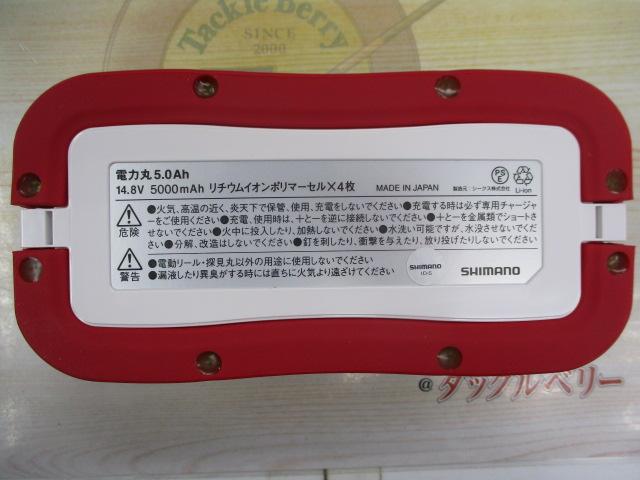 Tackle Berry
SINCE
2000
電力丸5.0Ah
14.8V 5000mAh リチウムイオンポリマーセル×4枚 MADE IN JAPAN 製造元:シークス株式会社
PS
E
Li-ion
危険
●火気、高温の近く、炎天下で保管、使用、充電をしないでください ●充電する時は必ず専用チャージャ
ーをご使用ください ●充電、使用時は、＋と－を逆に接続しないでください ●＋と－を金属類でショートさ
せないでください ●火中に投入したり、加熱しないでください ●水洗い可能ですが、水没させないでくださ
い ●分解、改造はしないでください ●釘を刺したり、衝撃を与えたり、放り投げたりしないでください
警告
●電動リール・探見丸以外の用途に使用しないでください
●漏液したり異臭がする時には直ちに火気より遠ざけてください
SHIMANO
ID-S
SHIMANO
@タックルベリー